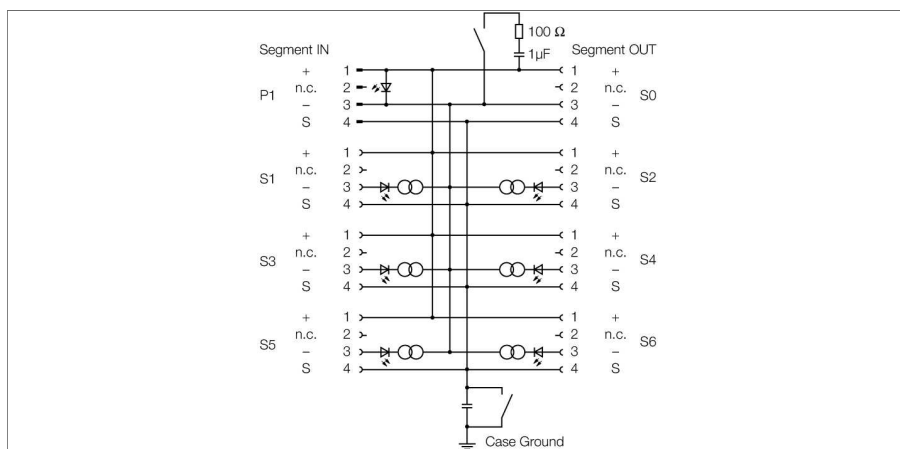 100 Ω
Segment IN 1µF Segment OUT
+ 1 1 +
P1 n.c. 2 2 n.c. S0
– 3 3 –
S 4 4 S
+ 1 1 +
S1 n.c. 2 2 n.c. S2
– 3 3 –
S 4 4 S
+ 1 1 +
S3 n.c. 2 2 n.c. S4
– 3 3 –
S 4 4 S
+ 1 1 +
S5 n.c. 2 2 n.c. S6
– 3 3 –
S 4 4 S
Case Ground